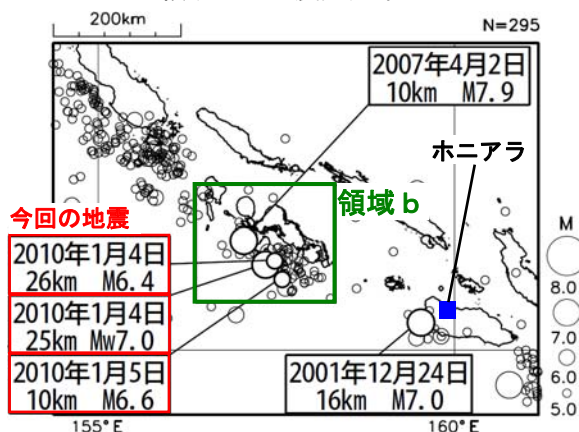 200km
N=295
2007年4月2日
10km M7.9
ホニアラ
領域b
今回の地震
2010年1月4日
26km M6.4
2010年1月4日
25km Mw7.0
2010年1月5日
10km M6.6
2001年12月24日
16km M7.0
M
8.0
7.0
6.0
5.0
155°E
160°E